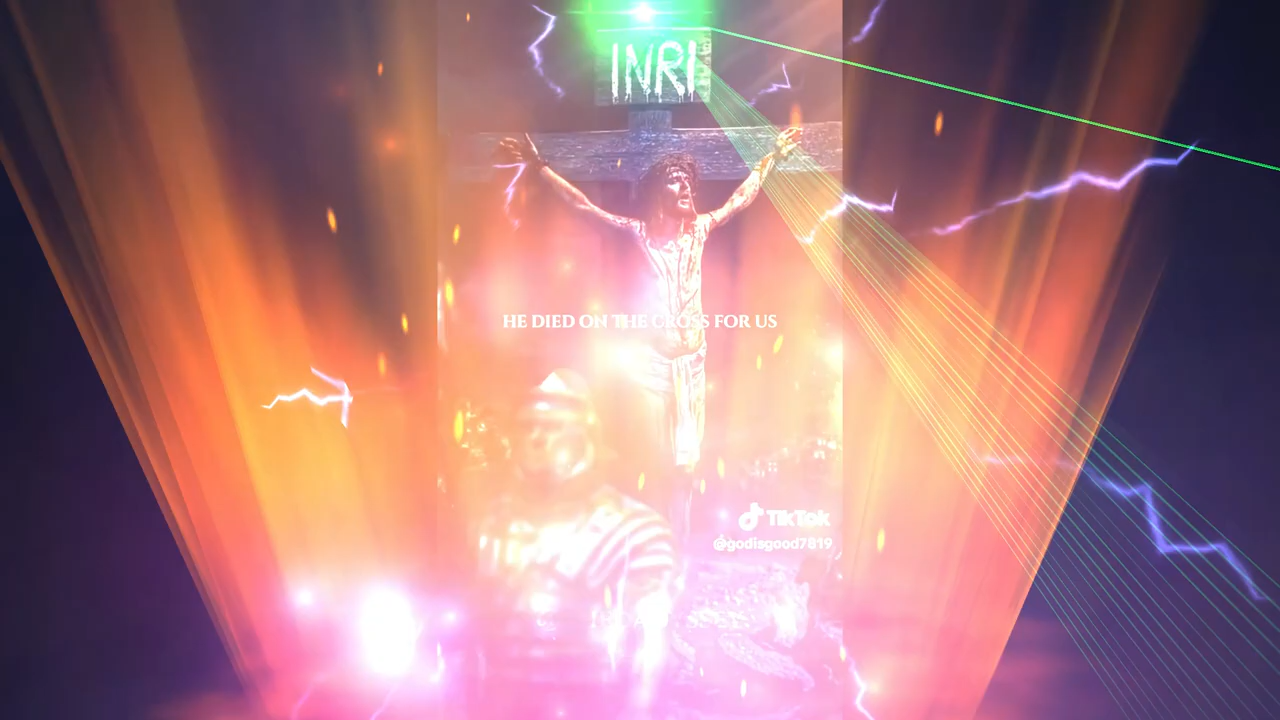 INRI
HE DIED ON THE CROSS FOR US
TikTok
@godisgood7819